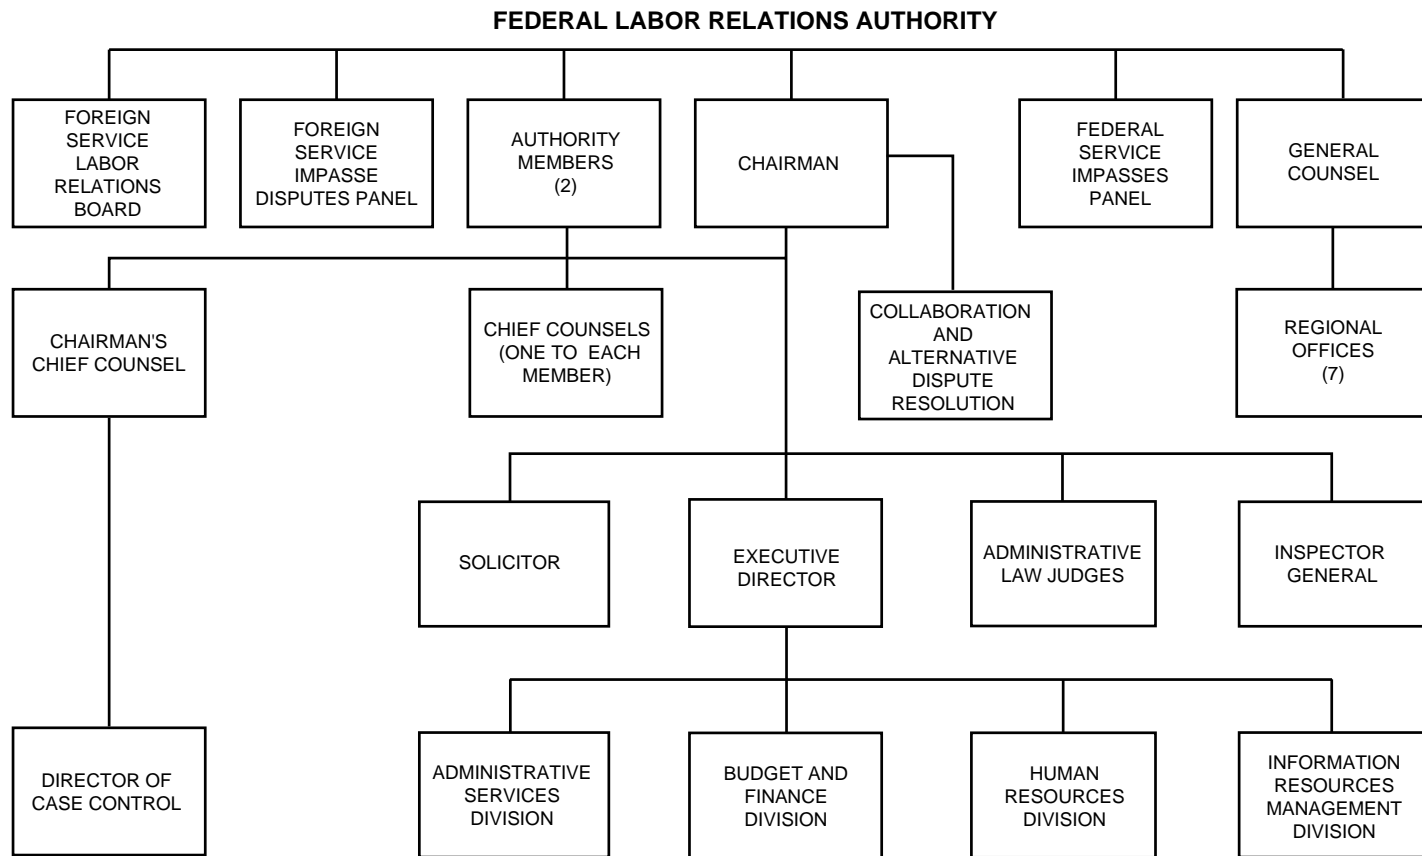 FEDERAL LABOR RELATIONS AUTHORITY
FOREIGN
SERVICE
LABOR
RELATIONS
BOARD
FOREIGN
SERVICE
IMPASSE
DISPUTES PANEL
AUTHORITY
MEMBERS
(2)
CHAIRMAN
FEDERAL
SERVICE
IMPASSES
PANEL
GENERAL
COUNSEL
CHAIRMAN'S
CHIEF COUNSEL
CHIEF COUNSELS
(ONE TO EACH
MEMBER)
COLLABORATION
AND
ALTERNATIVE
DISPUTE
RESOLUTION
REGIONAL
OFFICES
(7)
SOLICITOR
EXECUTIVE
DIRECTOR
ADMINISTRATIVE
LAW JUDGES
INSPECTOR
GENERAL
DIRECTOR OF
CASE CONTROL
ADMINISTRATIVE
SERVICES
DIVISION
BUDGET AND
FINANCE
DIVISION
HUMAN
RESOURCES
DIVISION
INFORMATION
RESOURCES
MANAGEMENT
DIVISION